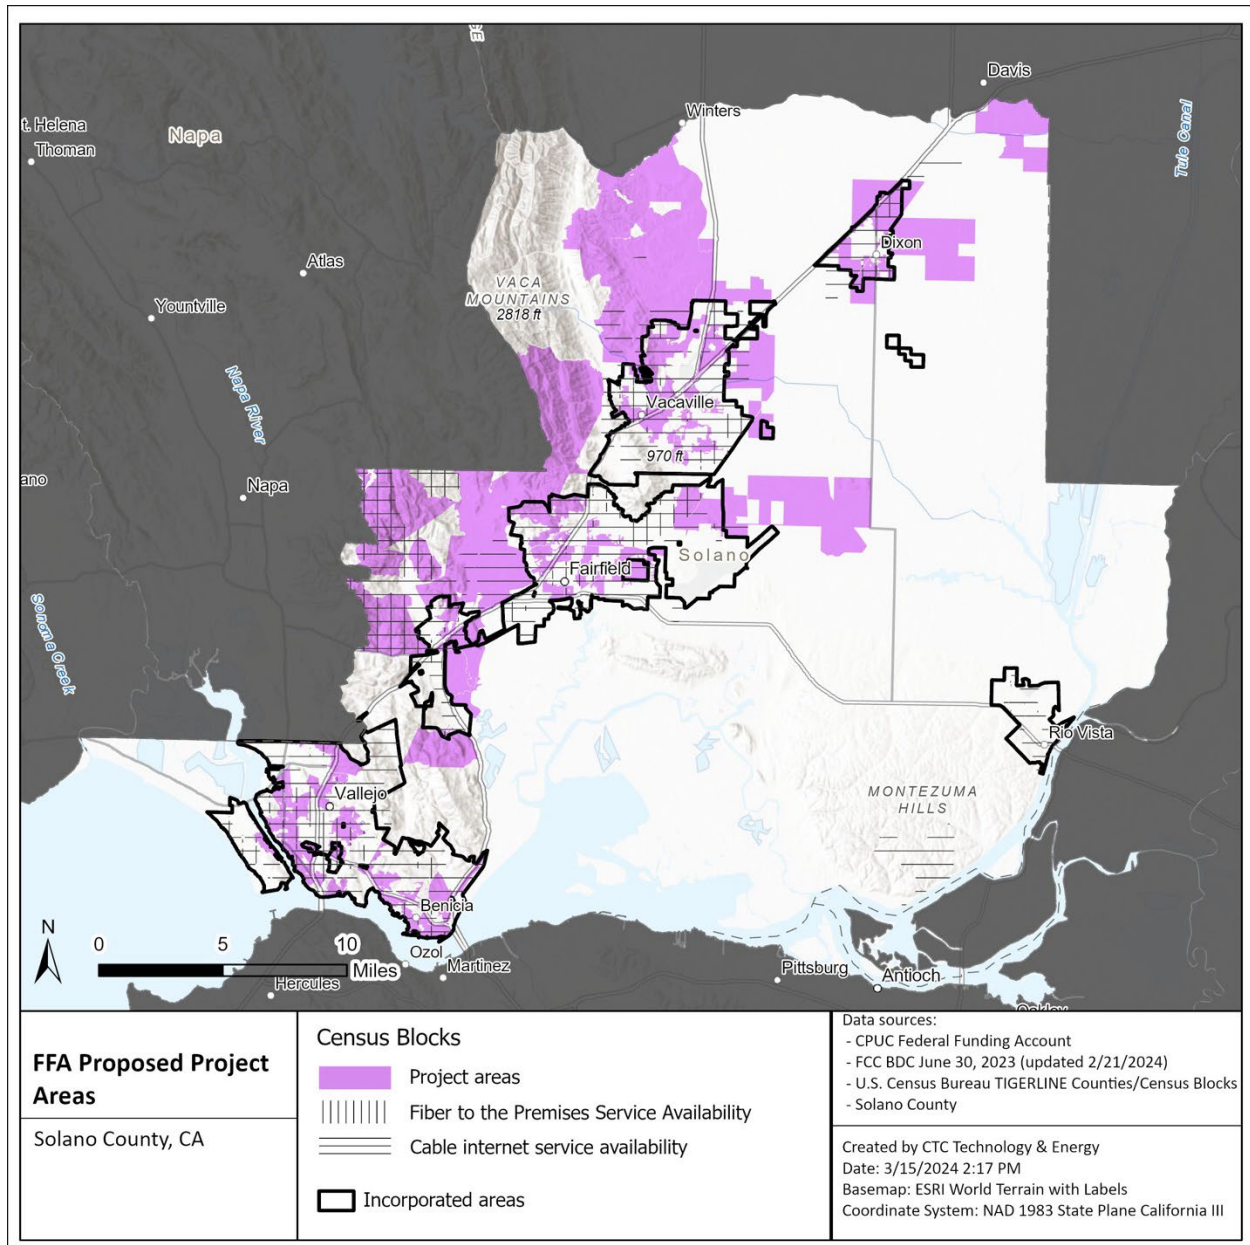 Davis
Winters
Tule Canal
t. Helena
Napa
Thoman
Dixon
Atlas
VACA
MOUNTAINS
2818 ft
Yountville
Napa River
Vacaville
970 ft
ano
Napa
Solano
Fairfield
Sonoma Creek
Rio Vista
MONTEZUMA
HILLS
Vallejo
Benicia
N
0 5 10
Miles
Ozol
Martinez
Hercules
Pittsburg
Antioch
Oakley
FFA Proposed Project
Areas
Solano County, CA
Census Blocks
Project areas
Fiber to the Premises Service Availability
Cable internet service availability
Incorporated areas
Data sources:
- CPUC Federal Funding Account
- FCC BDC June 30, 2023 (updated 2/21/2024)
- U.S. Census Bureau TIGERLINE Counties/Census Blocks
- Solano County
Created by CTC Technology & Energy
Date: 3/15/2024 2:17 PM
Basemap: ESRI World Terrain with Labels
Coordinate System: NAD 1983 State Plane California III